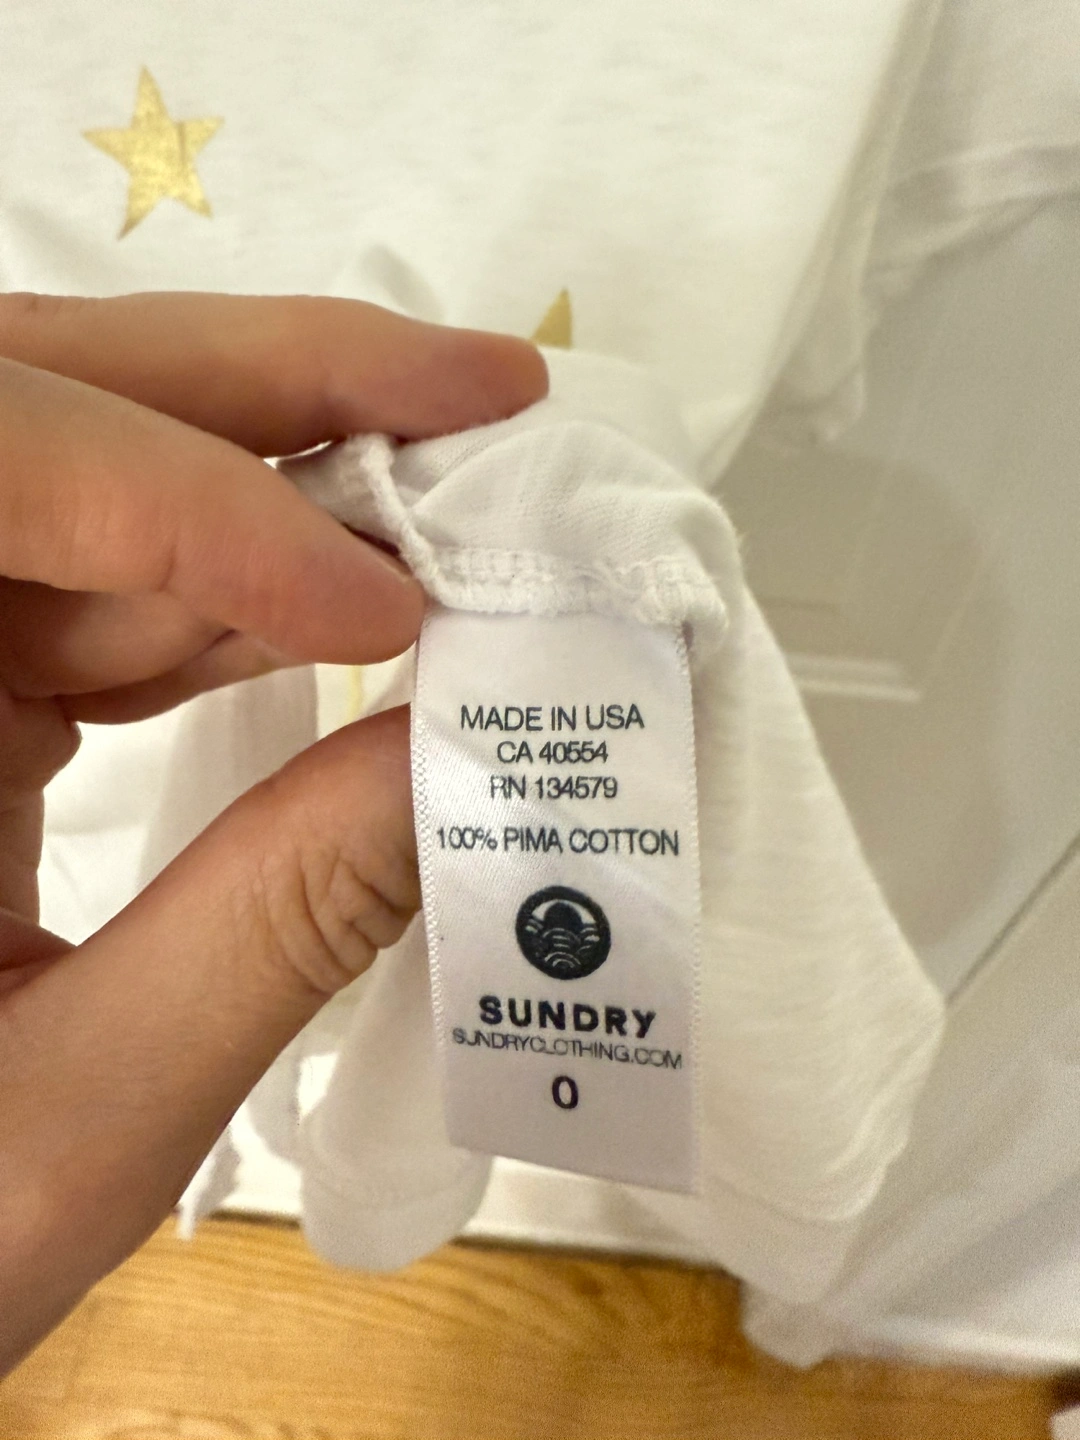 MADE IN USA
CA 40554
RN 134579
100% PIMA COTTON
SUNDRY
SUNDRYCLOTHING.COM
0